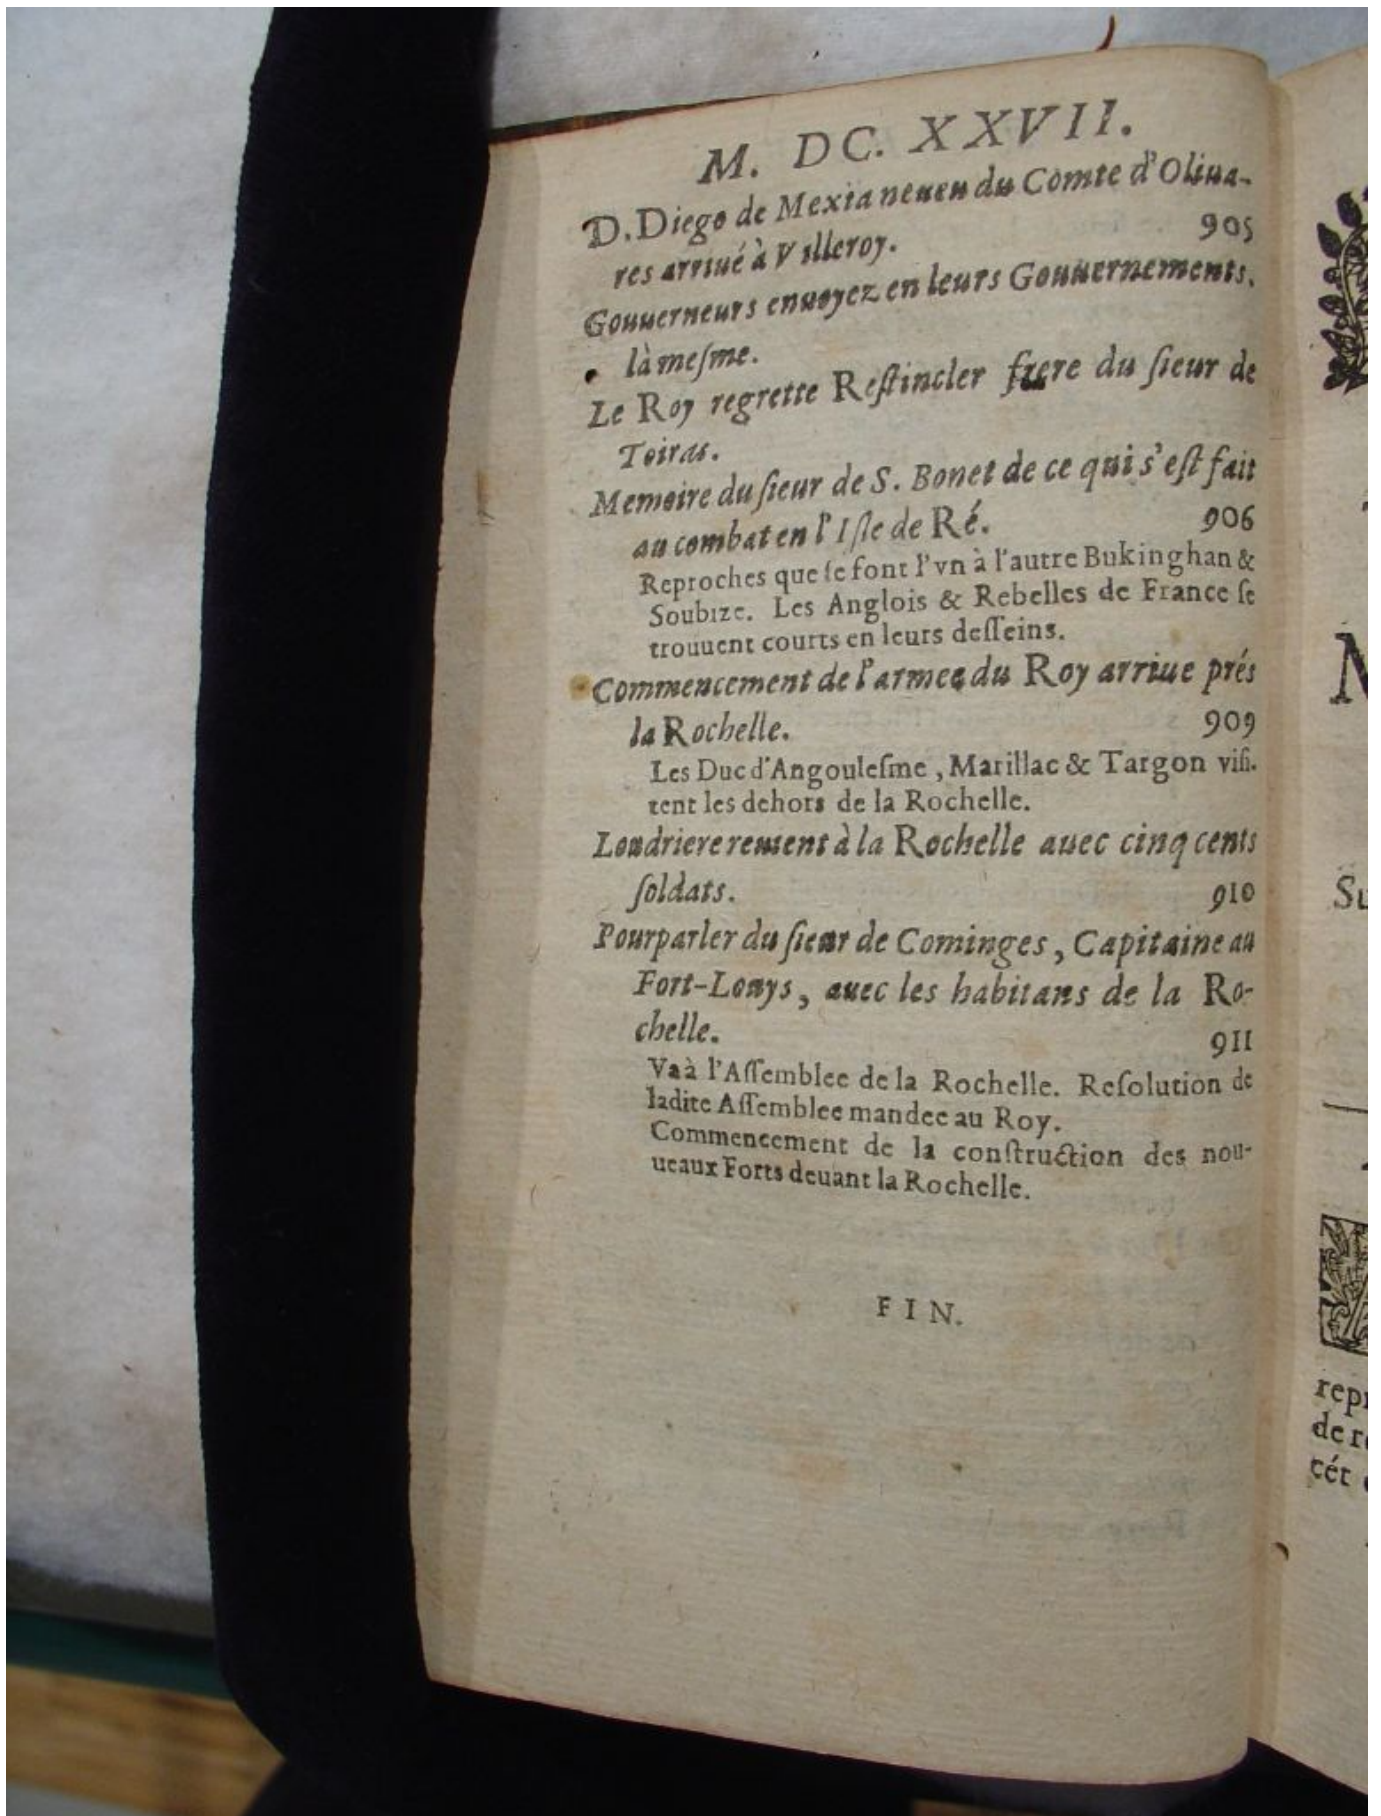 M. DC. XXVII.
D. Diego de Mexia neueu du Comte d'Oliua-
res arriué à Villeroy. 905
Gouuerneurs enuoyez en leurs Gouuernements.
là meſme.
Le Roy regrette Reſtincler frere du ſieur de
Toiras.
Memoire du ſieur de S. Bonet de ce qui s'eſt fait
au combat en l'Iſle de Ré. 906
Reproches que ſe font l'vn à l'autre Bukinghan &
Soubize. Les Anglois & Rebelles de France ſe
trouuent courts en leurs deſſeins.
Commencement de l'armee du Roy arriue prés
la Rochelle. 909
Les Duc d'Angouleſme, Marillac & Targon viſi-
tent les dehors de la Rochelle.
Loudriere reuient à la Rochelle auec cinq cents
ſoldats. 910
Pourparler du ſieur de Cominges, Capitaine au
Fort-Louys, auec les habitans de la Ro-
chelle. 911
Va à l'Aſſemblee de la Rochelle. Reſolution de
ladite Aſſemblee mandee au Roy.
Commencement de la conſtruction des nou-
ueaux Forts deuant la Rochelle.
FIN.
Su
repr
de re
cét